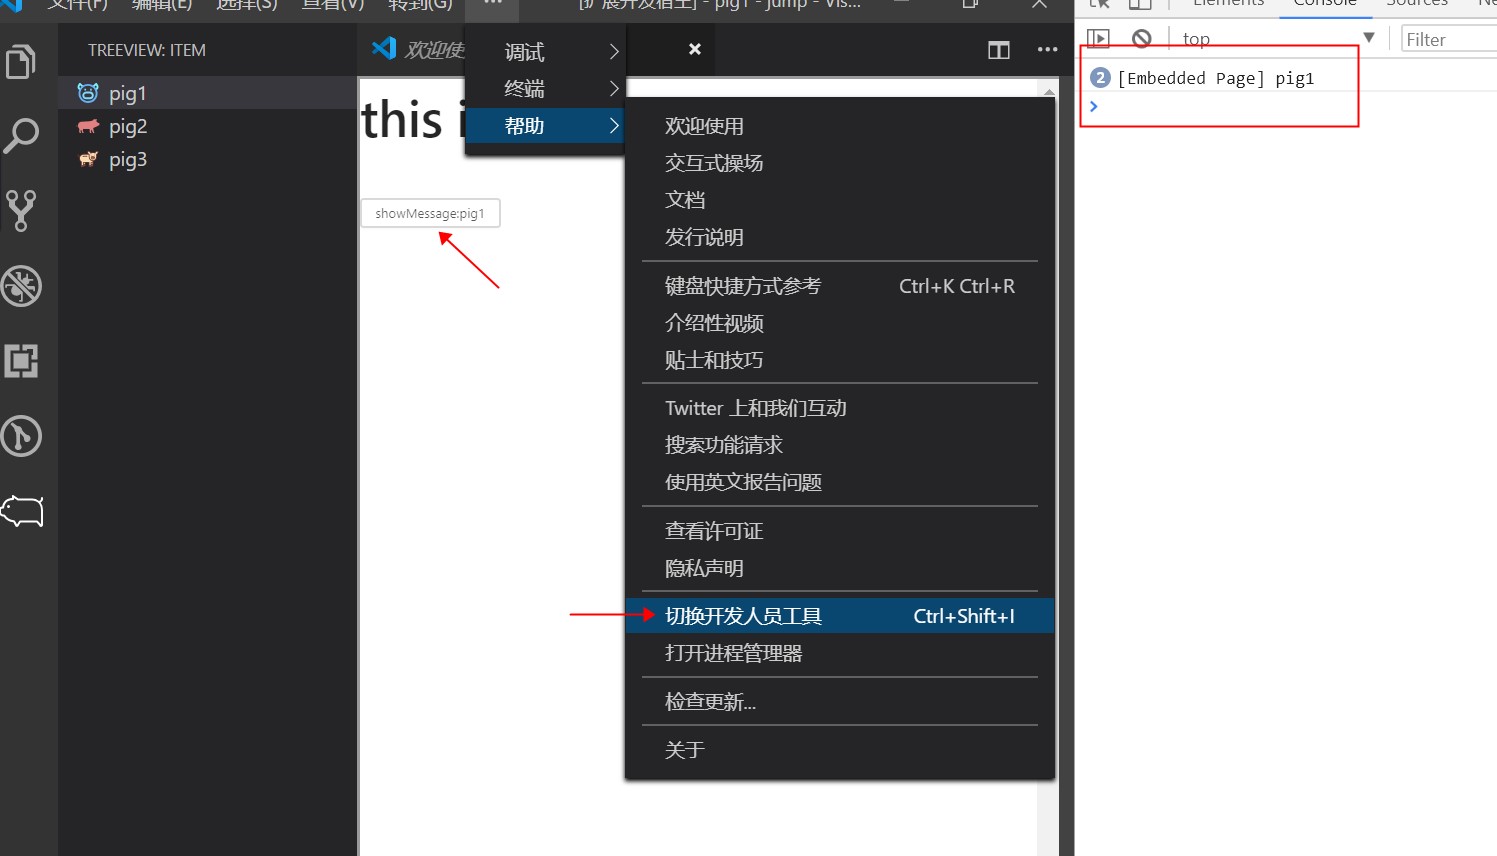 文件(F) 编辑(E) 选择(S) 查看(V) 转到(G) ··· [扩展开发宿主] - pig1 - jump - Vis...
TREEVIEW: ITEM
pig1
pig2
pig3
欢迎使
this i
showMessage:pig1
调试
终端
帮助
欢迎使用
交互式操场
文档
发行说明
键盘快捷方式参考 Ctrl+K Ctrl+R
介绍性视频
贴士和技巧
Twitter 上和我们互动
搜索功能请求
使用英文报告问题
查看许可证
隐私声明
切换开发人员工具 Ctrl+Shift+I
打开进程管理器
检查更新...
关于
Elements Console Sources Ne
top Filter
2 [Embedded Page] pig1